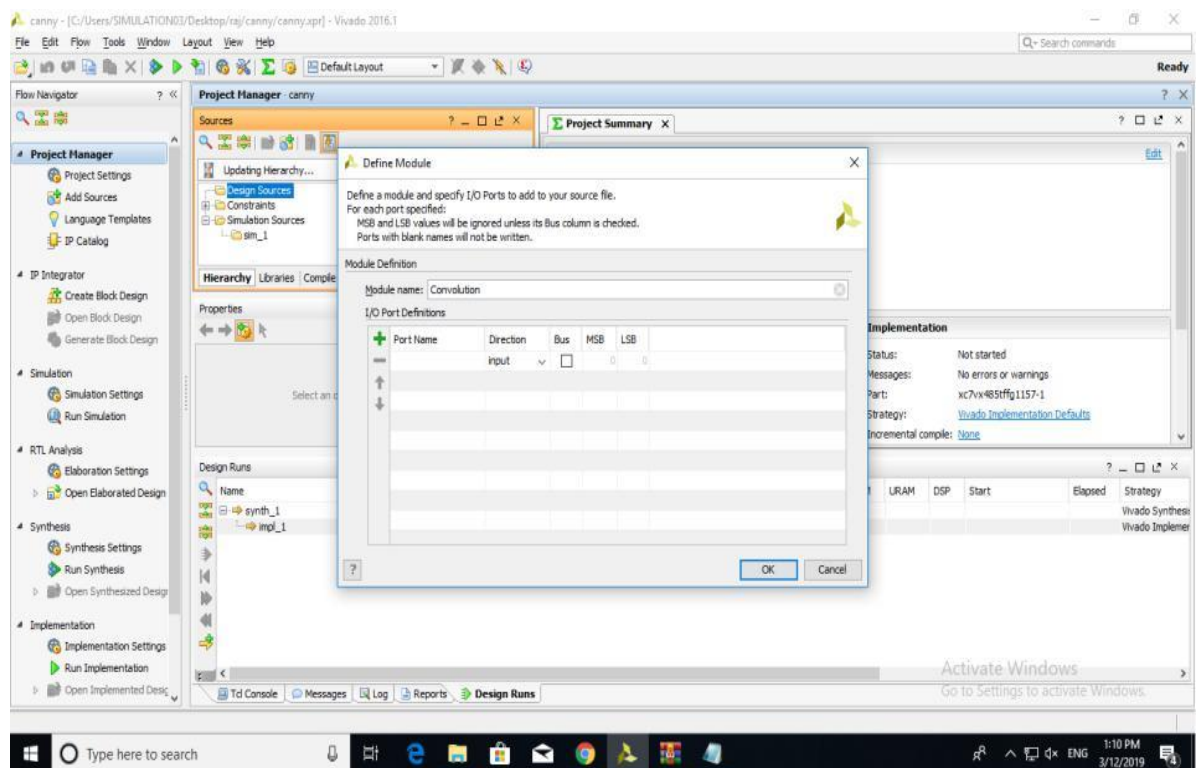 canny - [C:/Users/SIMULATION03/Desktop/raj/canny/canny.xpr] - Vivado 2016.1
File Edit Flow Tools Window Layout View Help
Search commands
Default Layout
Ready
Flow Navigator
Project Manager - canny
Project Manager
Project Settings
Add Sources
Language Templates
IP Catalog
IP Integrator
Create Block Design
Open Block Design
Generate Block Design
Simulation
Simulation Settings
Run Simulation
RTL Analysis
Elaboration Settings
Open Elaborated Design
Synthesis
Synthesis Settings
Run Synthesis
Open Synthesized Desig
Implementation
Implementation Settings
Run Implementation
Open Implemented Desig
Sources
Updating Hierarchy...
Design Sources
Constraints
Simulation Sources
sim_1
Hierarchy Libraries Compile
Properties
Select an
Project Summary
Edit
Define Module
Define a module and specify I/O Ports to add to your source file.
For each port specified:
MSB and LSB values will be ignored unless its Bus column is checked.
Ports with blank names will not be written.
Module Definition
Module name: Convolution
I/O Port Definitions
Port Name Direction Bus MSB LSB
input 0 0
? OK Cancel
Implementation
Status: Not started
Messages: No errors or warnings
Part: xc7vx485tffg1157-1
Strategy: Vivado Implementation Defaults
Incremental compile: None
Design Runs
Name URAM DSP Start Elapsed Strategy
synth_1 Vivado Synthesi
impl_1 Vivado Implemen
Activate Windows
Go to Settings to activate Windows.
Tcl Console Messages Log Reports Design Runs
Type here to search
ENG
1:10 PM
3/12/2019